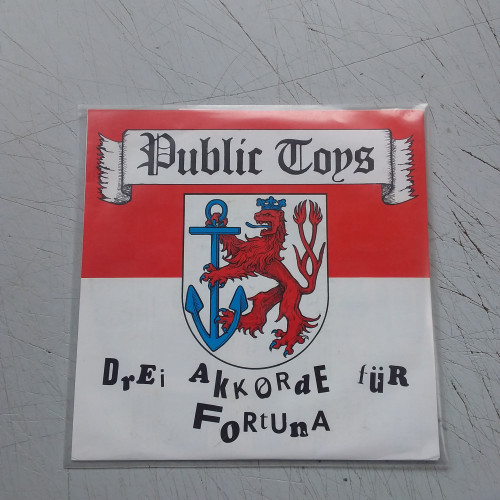 Public Toys
DrEi AKKORdE füR
FORtUnA